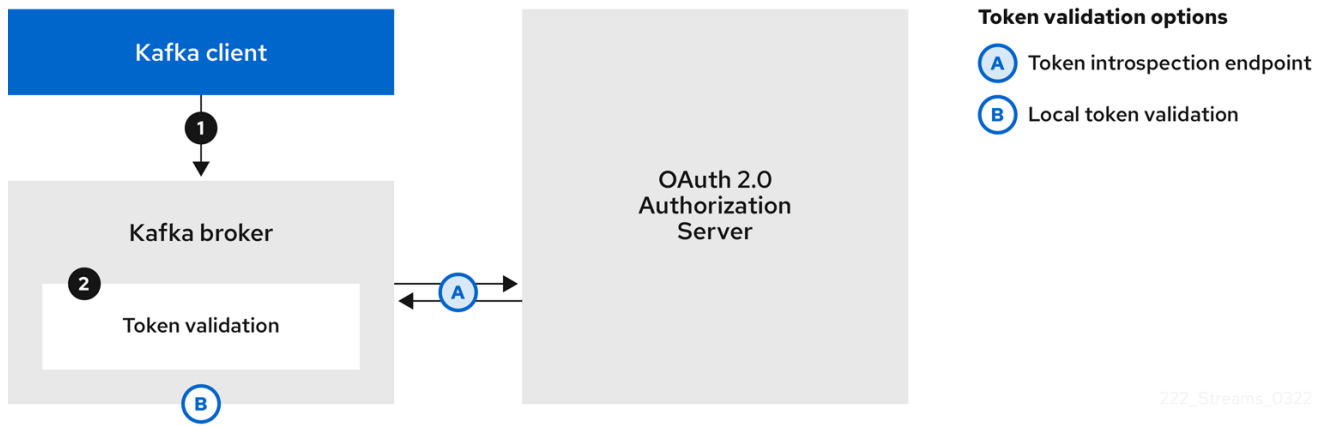 Kafka client
1
Kafka broker
2
Token validation
B
A
OAuth 2.0
Authorization
Server
Token validation options
A Token introspection endpoint
B Local token validation
222_Streams_0322